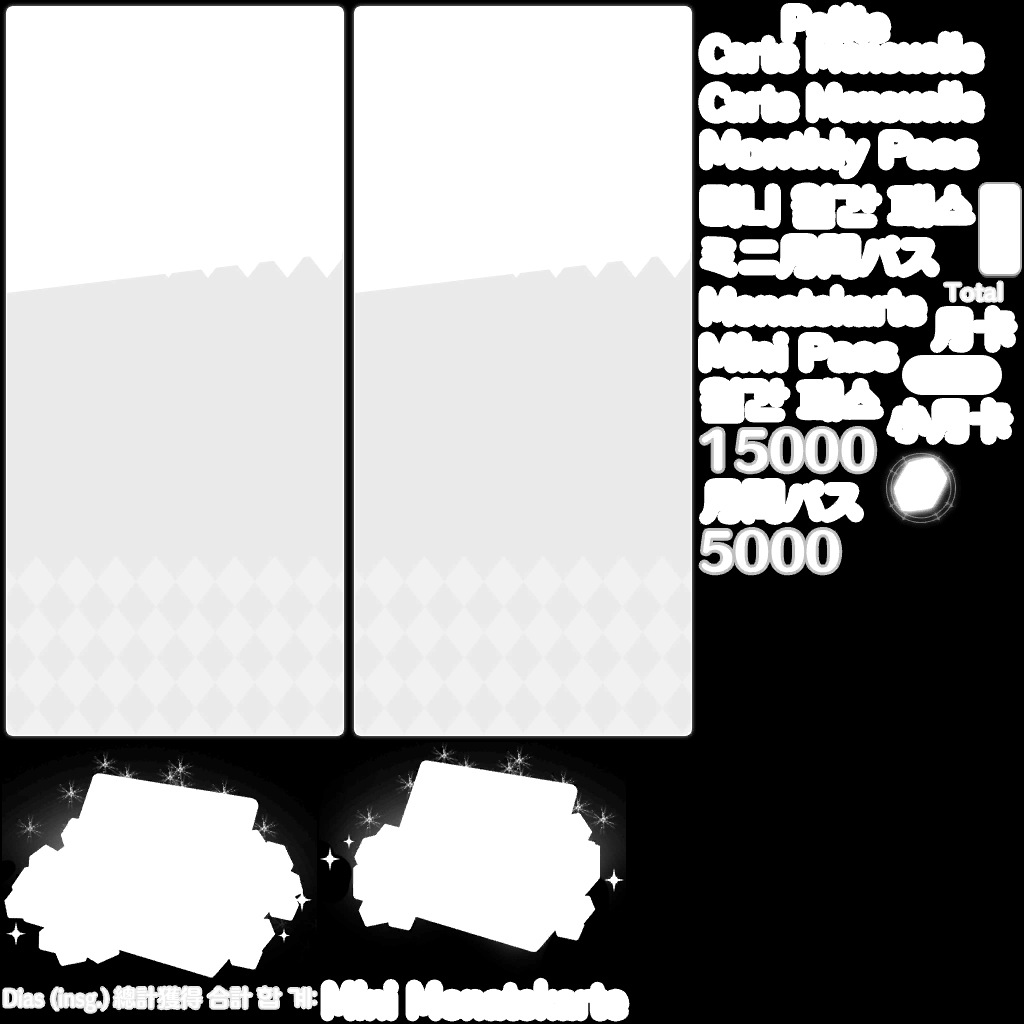 Petite
Carte Mensuelle
Carte Mensuelle
Monthly Pass
미니 월간 패스
ミニ月間パス
Total
Monatskarte
月卡
Mini Pass
월간 패스
小月卡
15000
月間パス
5000
Dias (insg.) 總計獲得 合計 합 계:
Mini Monatskarte